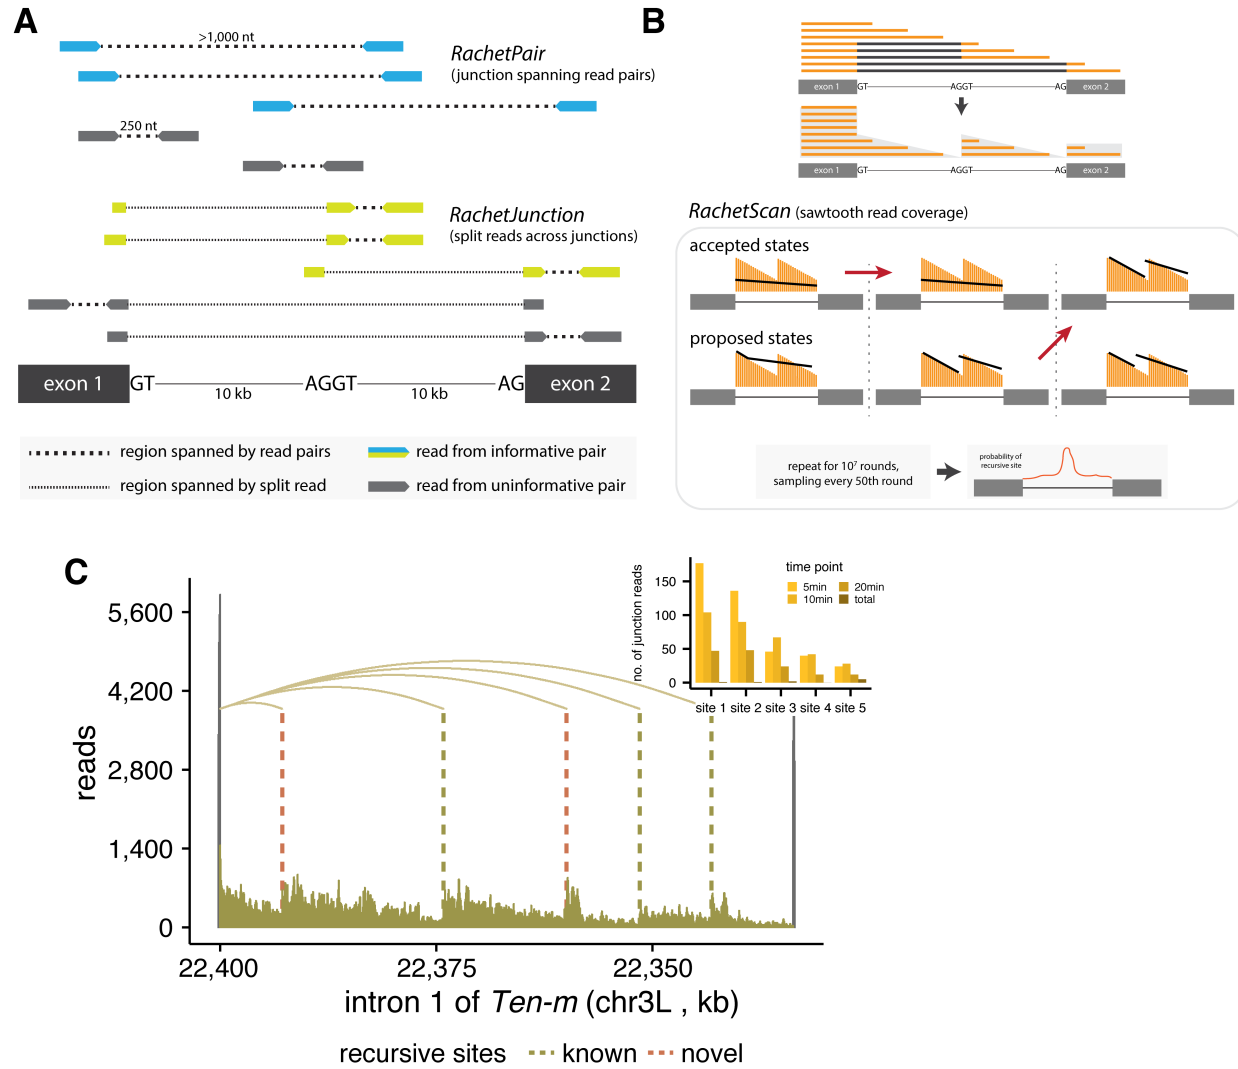 A
>1,000 nt
RachetPair
(junction spanning read pairs)
250 nt
RachetJunction
(split reads across junctions)
exon 1
GT
10 kb
AGGT
10 kb
AG
exon 2
region spanned by read pairs
read from informative pair
region spanned by split read
read from uninformative pair
B
exon 1
GT
AGGT
AG
exon 2
exon 1
GT
AGGT
AG
exon 2
RachetScan (sawtooth read coverage)
accepted states
proposed states
repeat for 10⁷ rounds,
sampling every 50th round
probability of
recursive site
C
reads
5,600
4,200
2,800
1,400
0
22,400
22,375
22,350
intron 1 of Ten-m (chr3L , kb)
recursive sites
known
novel
no. of junction reads
150
100
50
0
time point
5min
20min
10min
total
site 1 site 2 site 3 site 4 site 5